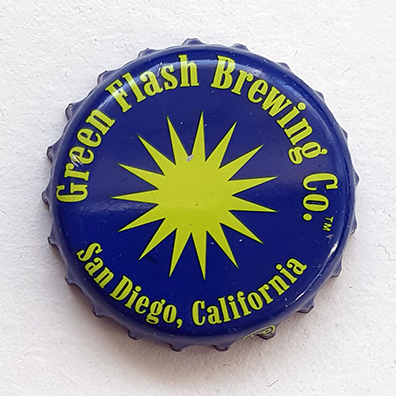 Green Flash Brewing Co.™
San Diego, California